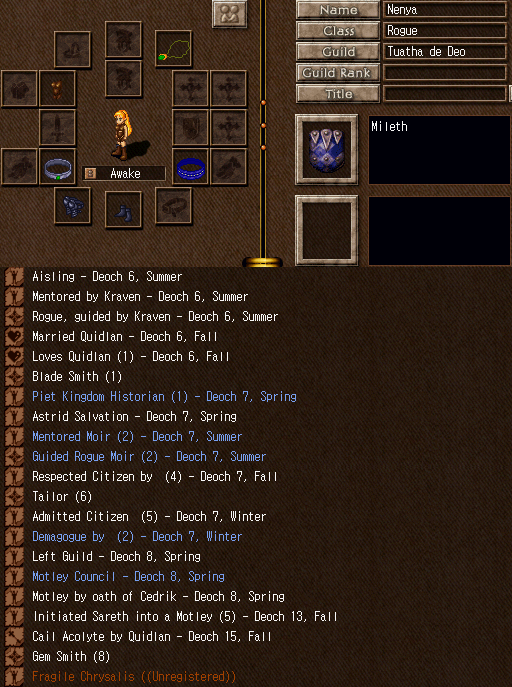 Name Nenya
Class Rogue
Guild Tuatha de Deo
Guild Rank
Title
Mileth
Awake
Aisling - Deoch 6, Summer
Mentored by Kraven - Deoch 6, Summer
Rogue, guided by Kraven - Deoch 6, Summer
Married Quidlan - Deoch 6, Fall
Loves Quidlan (1) - Deoch 6, Fall
Blade Smith (1)
Piet Kingdom Historian (1) - Deoch 7, Spring
Astrid Salvation - Deoch 7, Spring
Mentored Moir (2) - Deoch 7, Summer
Guided Rogue Moir (2) - Deoch 7, Summer
Respected Citizen by  (4) - Deoch 7, Fall
Tailor (6)
Admitted Citizen  (5) - Deoch 7, Winter
Demagogue by  (2) - Deoch 7, Winter
Left Guild - Deoch 8, Spring
Motley Council - Deoch 8, Spring
Motley by oath of Cedrik - Deoch 8, Spring
Initiated Sareth into a Motley (5) - Deoch 13, Fall
Cail Acolyte by Quidlan - Deoch 15, Fall
Gem Smith (8)
Fragile Chrysalis ((Unregistered))